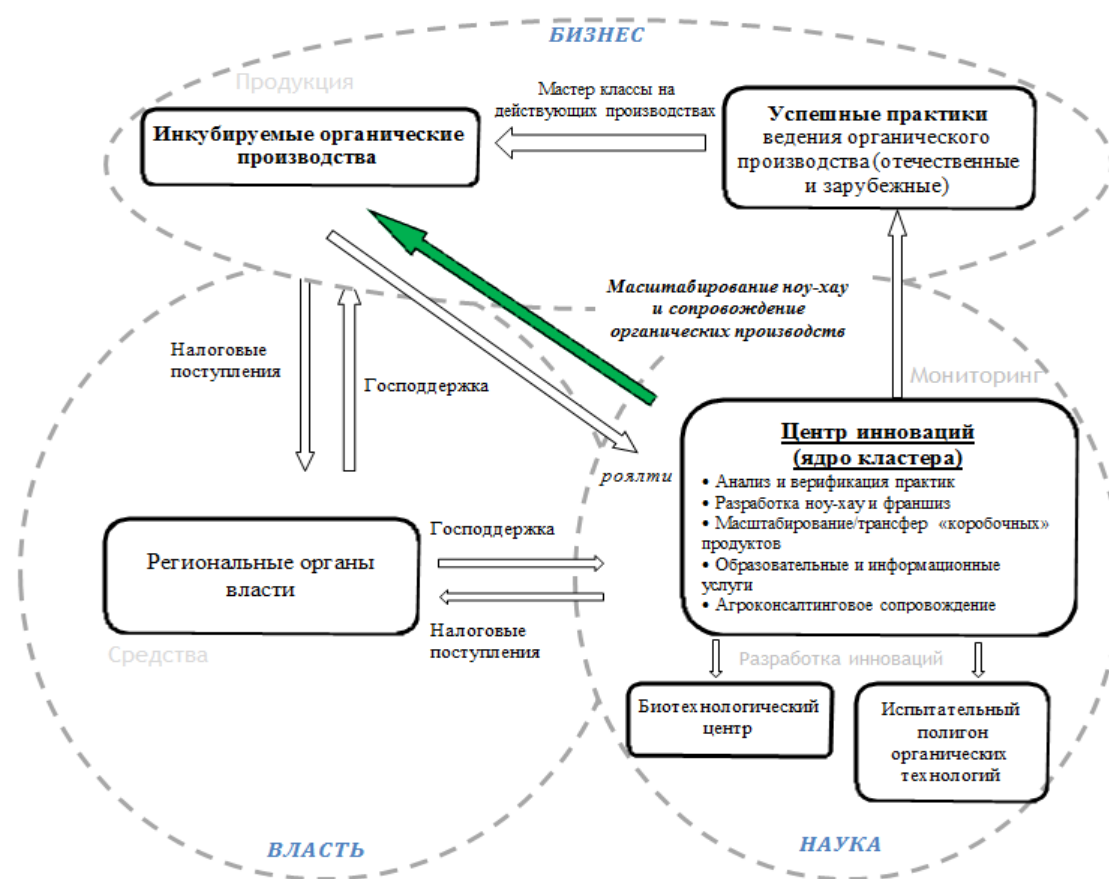 БИЗНЕС
Продукция
Инкубируемые органические
производства
Мастер классы на
действующих производствах
Успешные практики
ведения органического
производства (отечественные
и зарубежные)
Масштабирование ноу-хау
и сопровождение
органических производств
Налоговые
поступления
Господдержка
Мониторинг
роялти
Центр инноваций
(ядро кластера)
• Анализ и верификация практик
• Разработка ноу-хау и франшиз
• Масштабирование/трансфер «коробочных»
продуктов
• Образовательные и информационные
услуги
• Агроконсалтинговое сопровождение
Региональные органы
власти
Господдержка
Налоговые
поступления
Средства
Разработка инноваций
Биотехнологический
центр
Испытательный
полигон
органических
технологий
ВЛАСТЬ
НАУКА